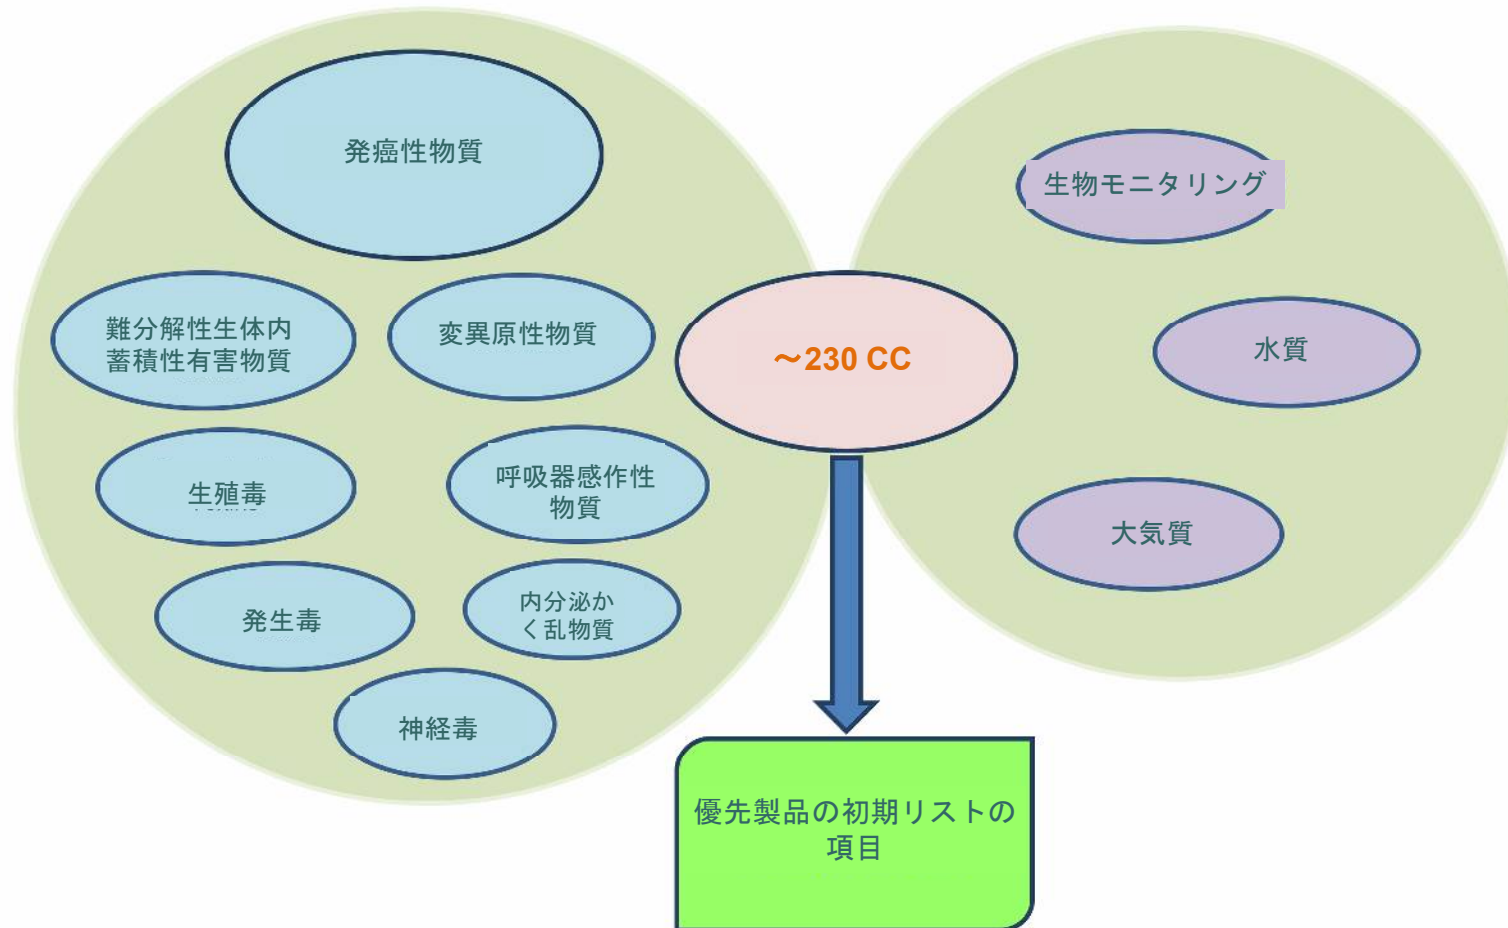 発癌性物質
難分解性生体内
蓄積性有害物質
変異原性物質
生殖毒
呼吸器感作性
物質
発生毒
内分泌か
く乱物質
神経毒
～230 CC
生物モニタリング
水質
大気質
優先製品の初期リストの
項目